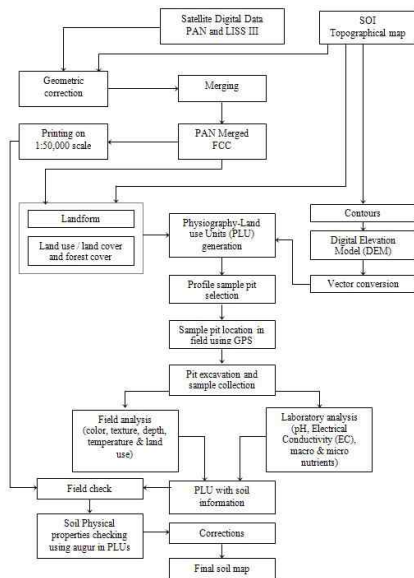 Satellite Digital Data
PAN and LISS III
SOI
Topographical map
Geometric
correction
Merging
Printing on
1:50,000 scale
PAN Merged
FCC
Landform
Land use / land cover
and forest cover
Physiography-Land
use Units (PLU)
generation
Contours
Digital Elevation
Model (DEM)
Vector conversion
Profile sample pit
selection
Sample pit location in
field using GPS
Pit excavation and
sample collection
Field analysis
(color, texture, depth,
temperature & land
use)
Laboratory analysis
(pH, Electrical
Conductivity (EC),
macro & micro
nutrients)
Field check
PLU with soil
information
Soil Physical
properties checking
using augur in PLUs
Corrections
Final soil map